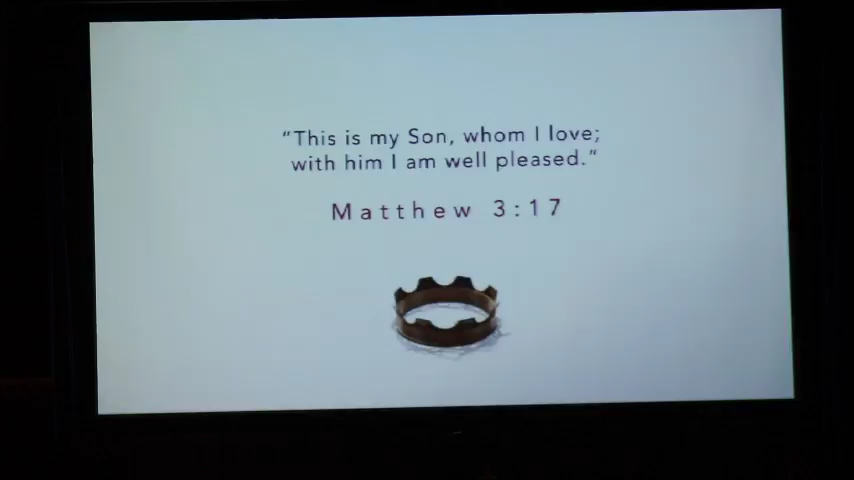 “This is my Son, whom I love;
with him I am well pleased.”
Matthew 3:17